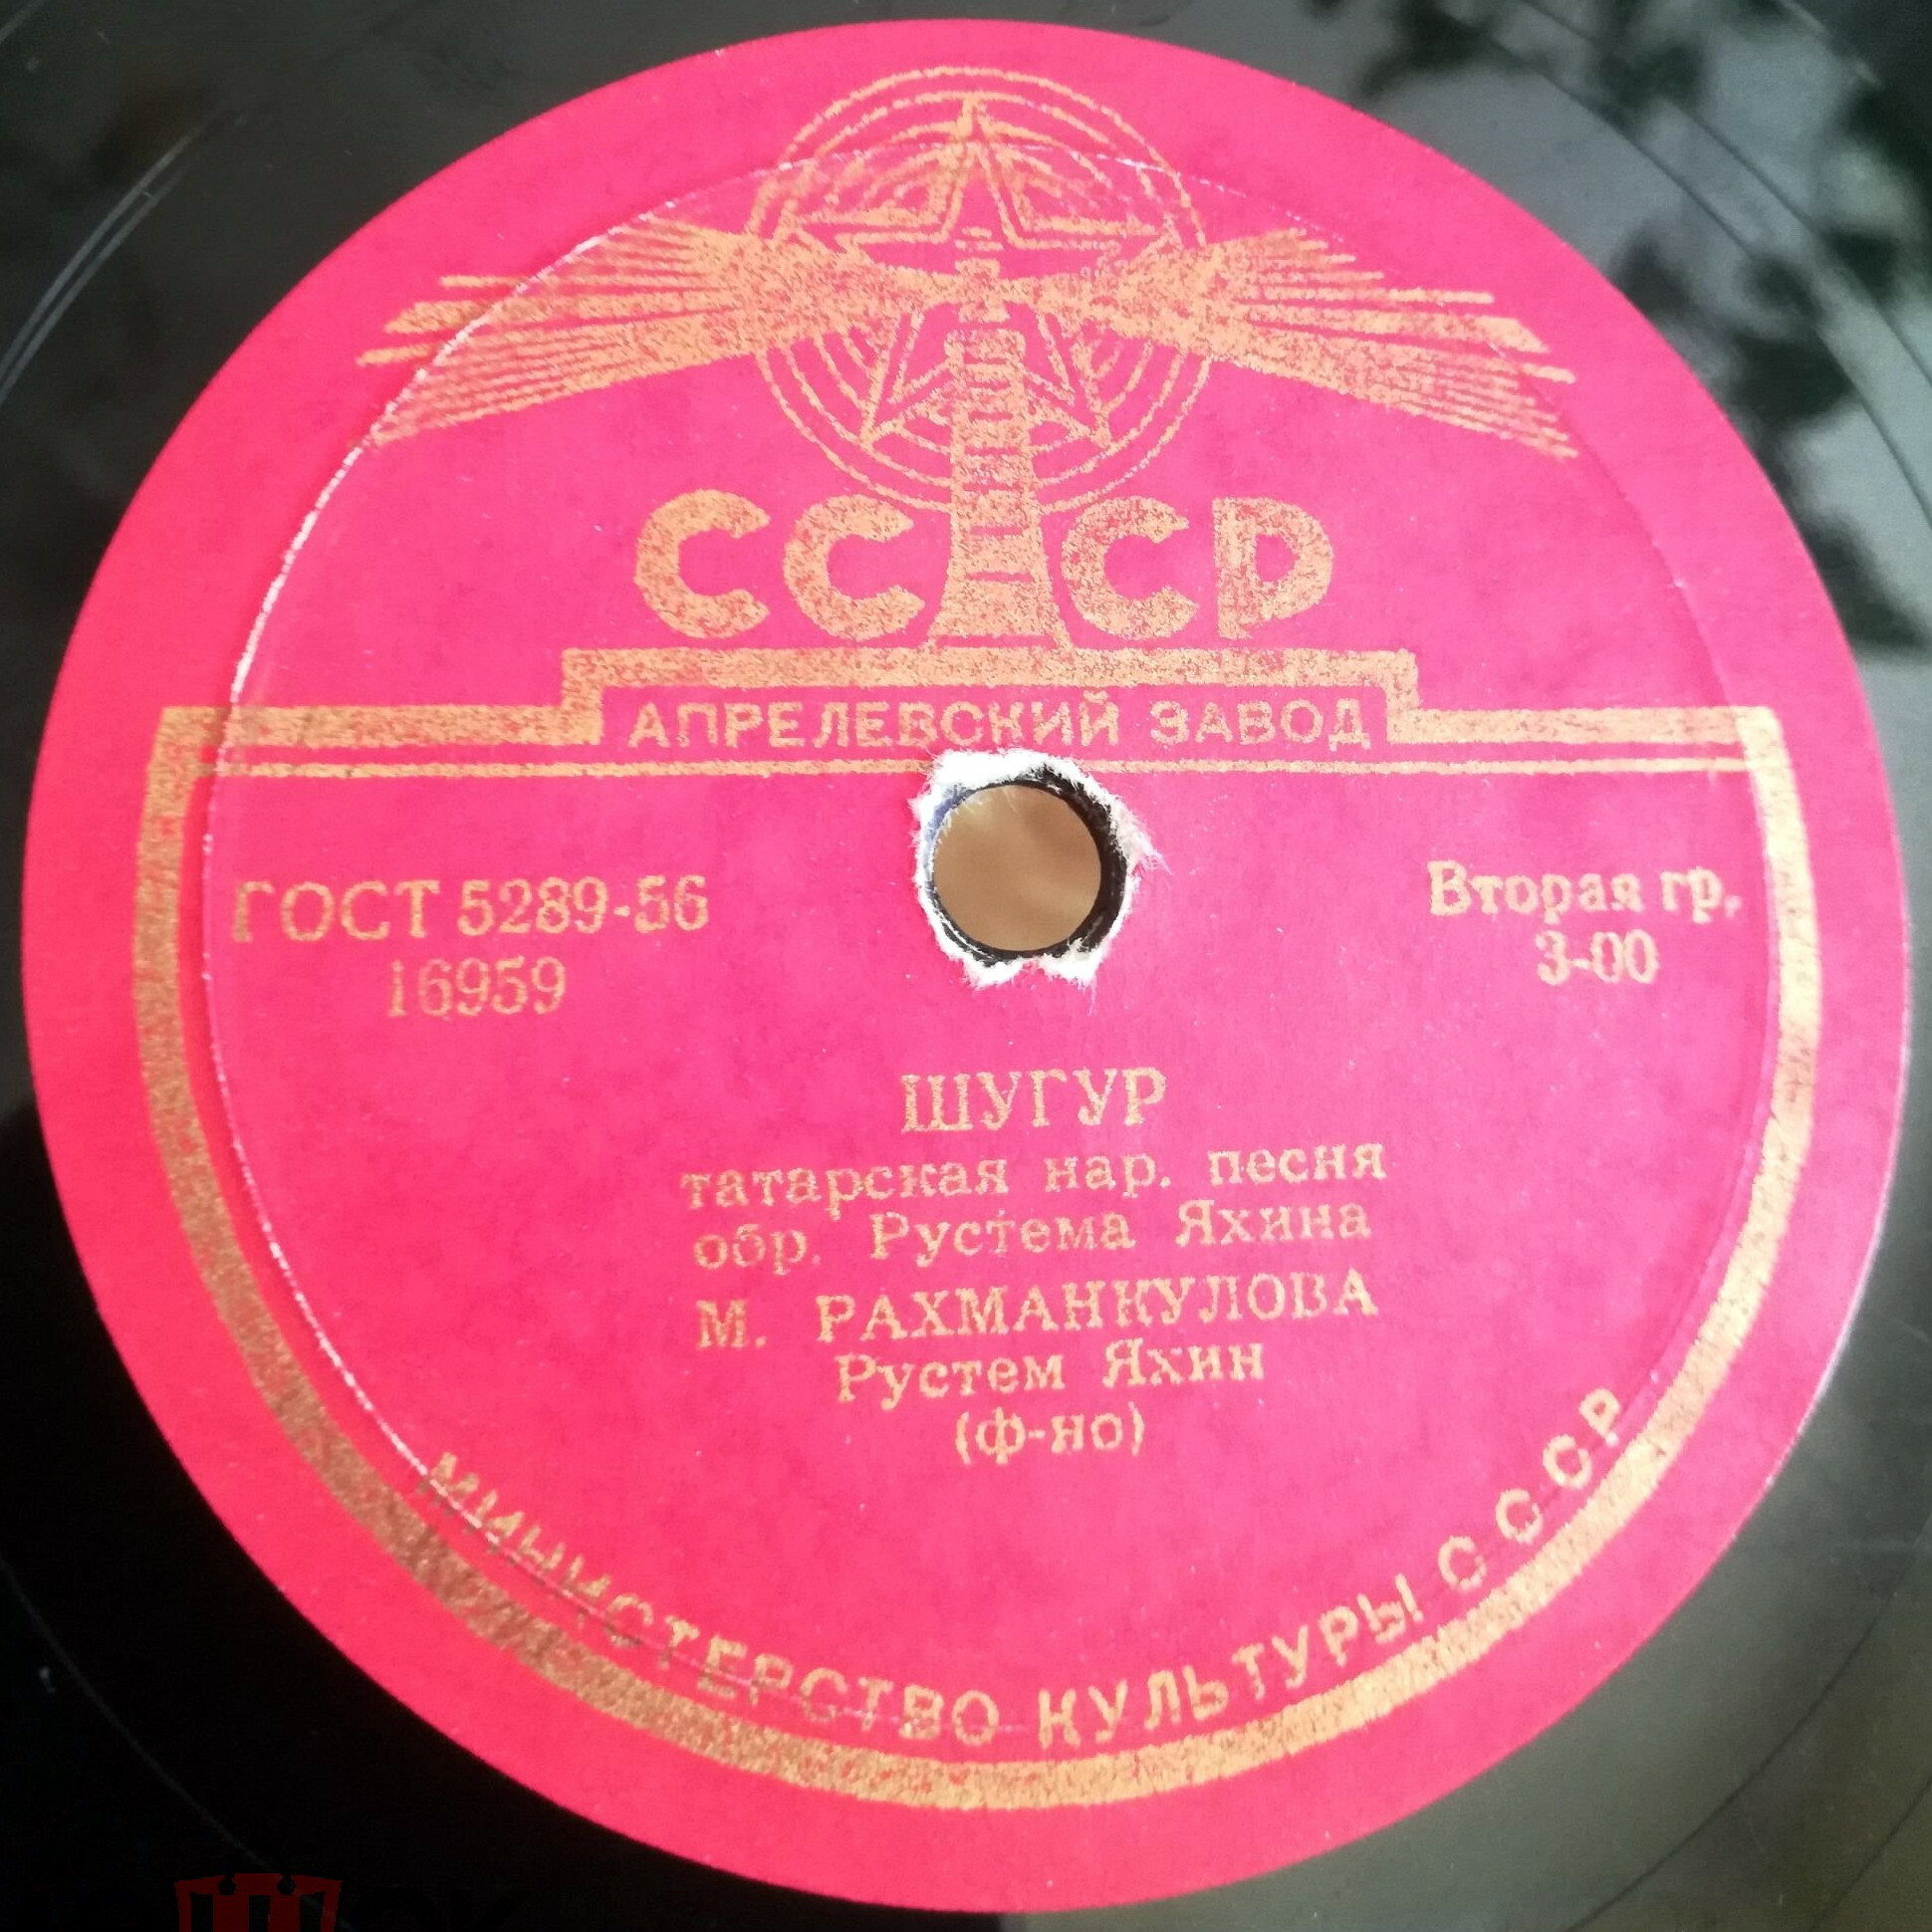 СССР
АПРЕЛЕВСКИЙ ЗАВОД
ГОСТ 5289-56
16959
Вторая гр.
3-00
ШУГУР
татарская нар. песня
обр. Рустема Яхина
М. РАХМАНКУЛОВА
Рустем Яхин
(ф-но)
МИНИСТЕРСТВО КУЛЬТУРЫ СССР